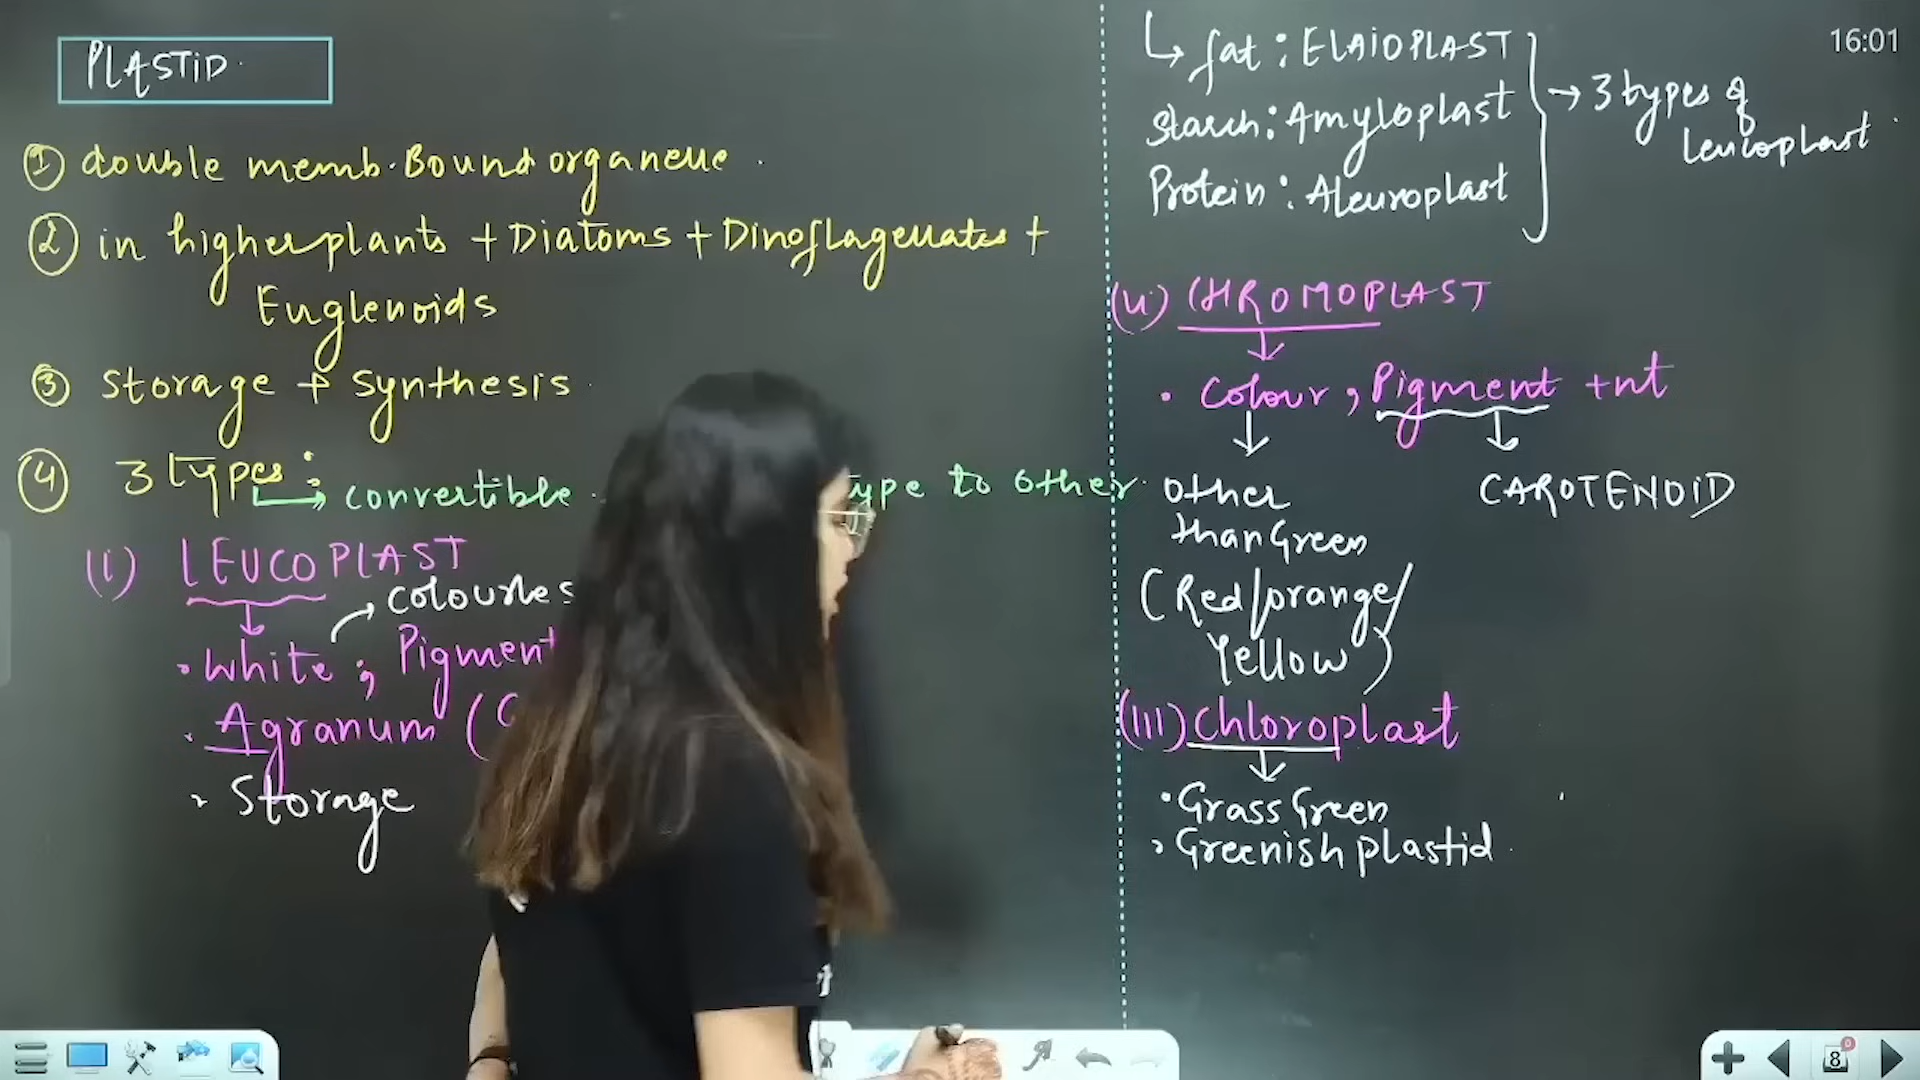 PLASTID
① double memb. Bound organelle
② in higher plants + Diatoms + Dinoflagellates +
Euglenoids
③ Storage + Synthesis
④ 3 types :
convertible ype to other
(i) LEUCOPLAST
colourles
• White ; Pigment
• Agranum (
• Storage
↳ fat : ELAIOPLAST
Starch : Amyloplast
Protein : Aleuroplast
→ 3 types of
leucoplast
(ii) CHROMOPLAST
• Colour , Pigment +nt
Other
than Green
(Red/orange/
Yellow)
CAROTENOID
(iii) Chloroplast
• Grass Green
• Greenish plastid
16:01
8
0